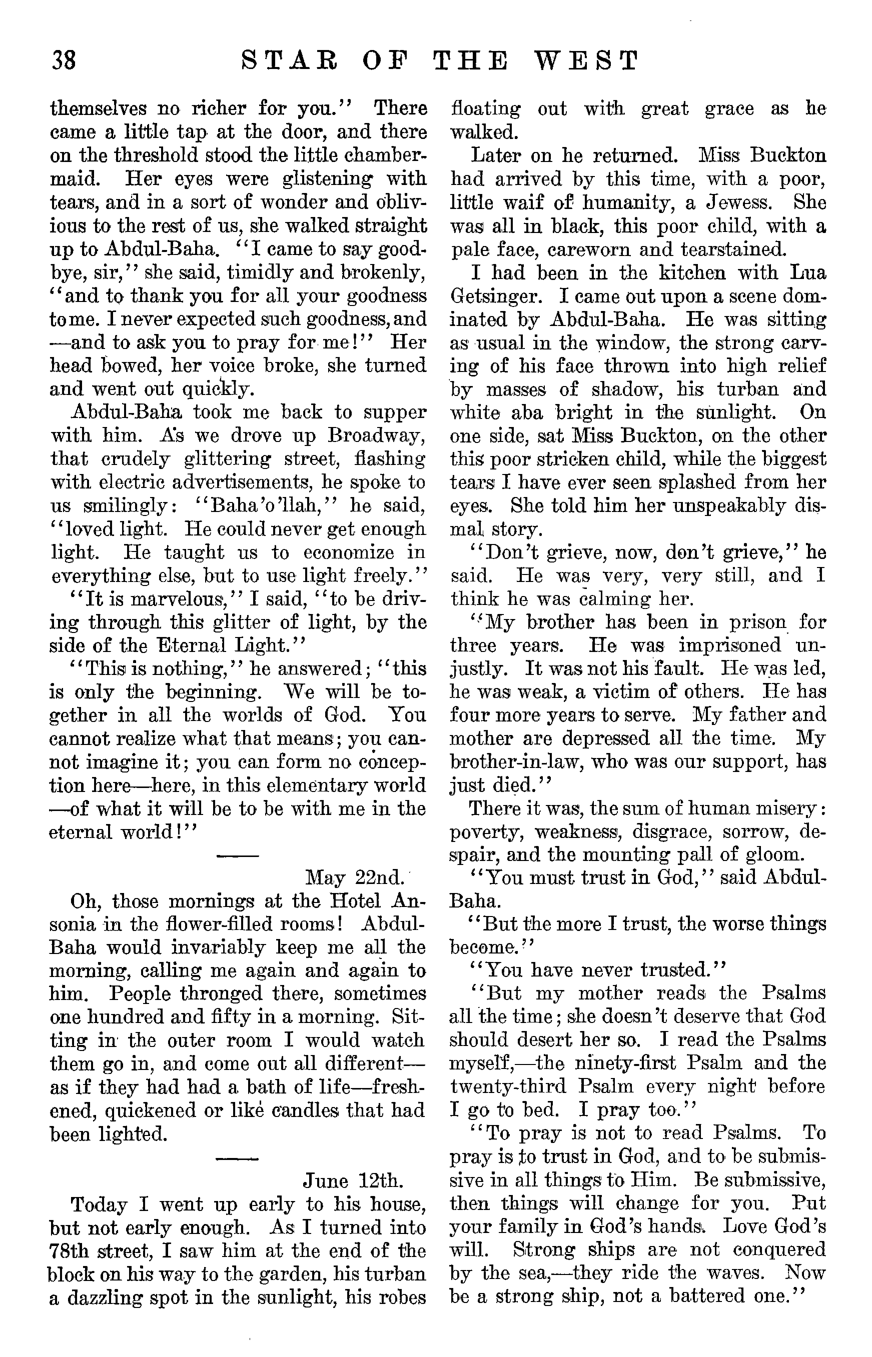 38 STAR OF THE WEST
themselves no richer for you." There
came a little tap at the door, and there
on the threshold stood the little chamber-
maid. Her eyes were glistening with
tears, and in a sort of wonder and obliv-
ious to the rest of us, she walked straight
up to Abdul-Baha. "I came to say good-
bye, sir," she said, timidly and brokenly,
"and to thank you for all your goodness
to me. I never expected such goodness, and
—and to ask you to pray for me!" Her
head bowed, her voice broke, she turned
and went out quickly.
Abdul-Baha took me back to supper
with him. As we drove up Broadway,
that crudely glittering street, flashing
with electric advertisements, he spoke to
us smilingly: "Baha'o'llah," he said,
"loved light. He could never get enough
light. He taught us to economize in
everything else, but to use light freely."
"It is marvelous," I said, "to be driv-
ing through this glitter of light, by the
side of the Eternal Light."
"This is nothing," he answered; "this
is only the beginning. We will be to-
gether in all the worlds of God. You
cannot realize what that means; you can-
not imagine it; you can form no concep-
tion here—here, in this elementary world
—of what it will be to be with me in the
eternal world!"
May 22nd.
Oh, those mornings at the Hotel An-
sonia in the flower-filled rooms! Abdul-
Baha would invariably keep me all the
morning, calling me again and again to
him. People thronged there, sometimes
one hundred and fifty in a morning. Sit-
ting in the outer room I would watch
them go in, and come out all different—
as if they had had a bath of life—fresh-
ened, quickened or like candles that had
been lighted.
June 12th.
Today I went up early to his house,
but not early enough. As I turned into
78th street, I saw him at the end of the
block on his way to the garden, his turban
a dazzling spot in the sunlight, his robes
floating out with great grace as he
walked.
Later on he returned. Miss Buckton
had arrived by this time, with a poor,
little waif of humanity, a Jewess. She
was all in black, this poor child, with a
pale face, careworn and tearstained.
I had been in the kitchen with Lua
Getsinger. I came out upon a scene dom-
inated by Abdul-Baha. He was sitting
as usual in the window, the strong carv-
ing of his face thrown into high relief
by masses of shadow, his turban and
white aba bright in the sunlight. On
one side, sat Miss Buckton, on the other
this poor stricken child, while the biggest
tears I have ever seen splashed from her
eyes. She told him her unspeakably dis-
mal story.
"Don't grieve, now, don't grieve," he
said. He was very, very still, and I
think he was calming her.
"My brother has been in prison for
three years. He was imprisoned un-
justly. It was not his fault. He was led,
he was weak, a victim of others. He has
four more years to serve. My father and
mother are depressed all the time. My
brother-in-law, who was our support, has
just died."
There it was, the sum of human misery:
poverty, weakness, disgrace, sorrow, de-
spair, and the mounting pall of gloom.
"You must trust in God," said Abdul-
Baha.
"But the more I trust, the worse things
become."
"You have never trusted."
"But my mother reads the Psalms
all the time; she doesn't deserve that God
should desert her so. I read the Psalms
myself,—the ninety-first Psalm and the
twenty-third Psalm every night before
I go to bed. I pray too."
"To pray is not to read Psalms. To
pray is to trust in God, and to be submis-
sive in all things to Him. Be submissive,
then things will change for you. Put
your family in God's hands. Love God's
will. Strong ships are not conquered
by the sea,—they ride the waves. Now
be a strong ship, not a battered one."